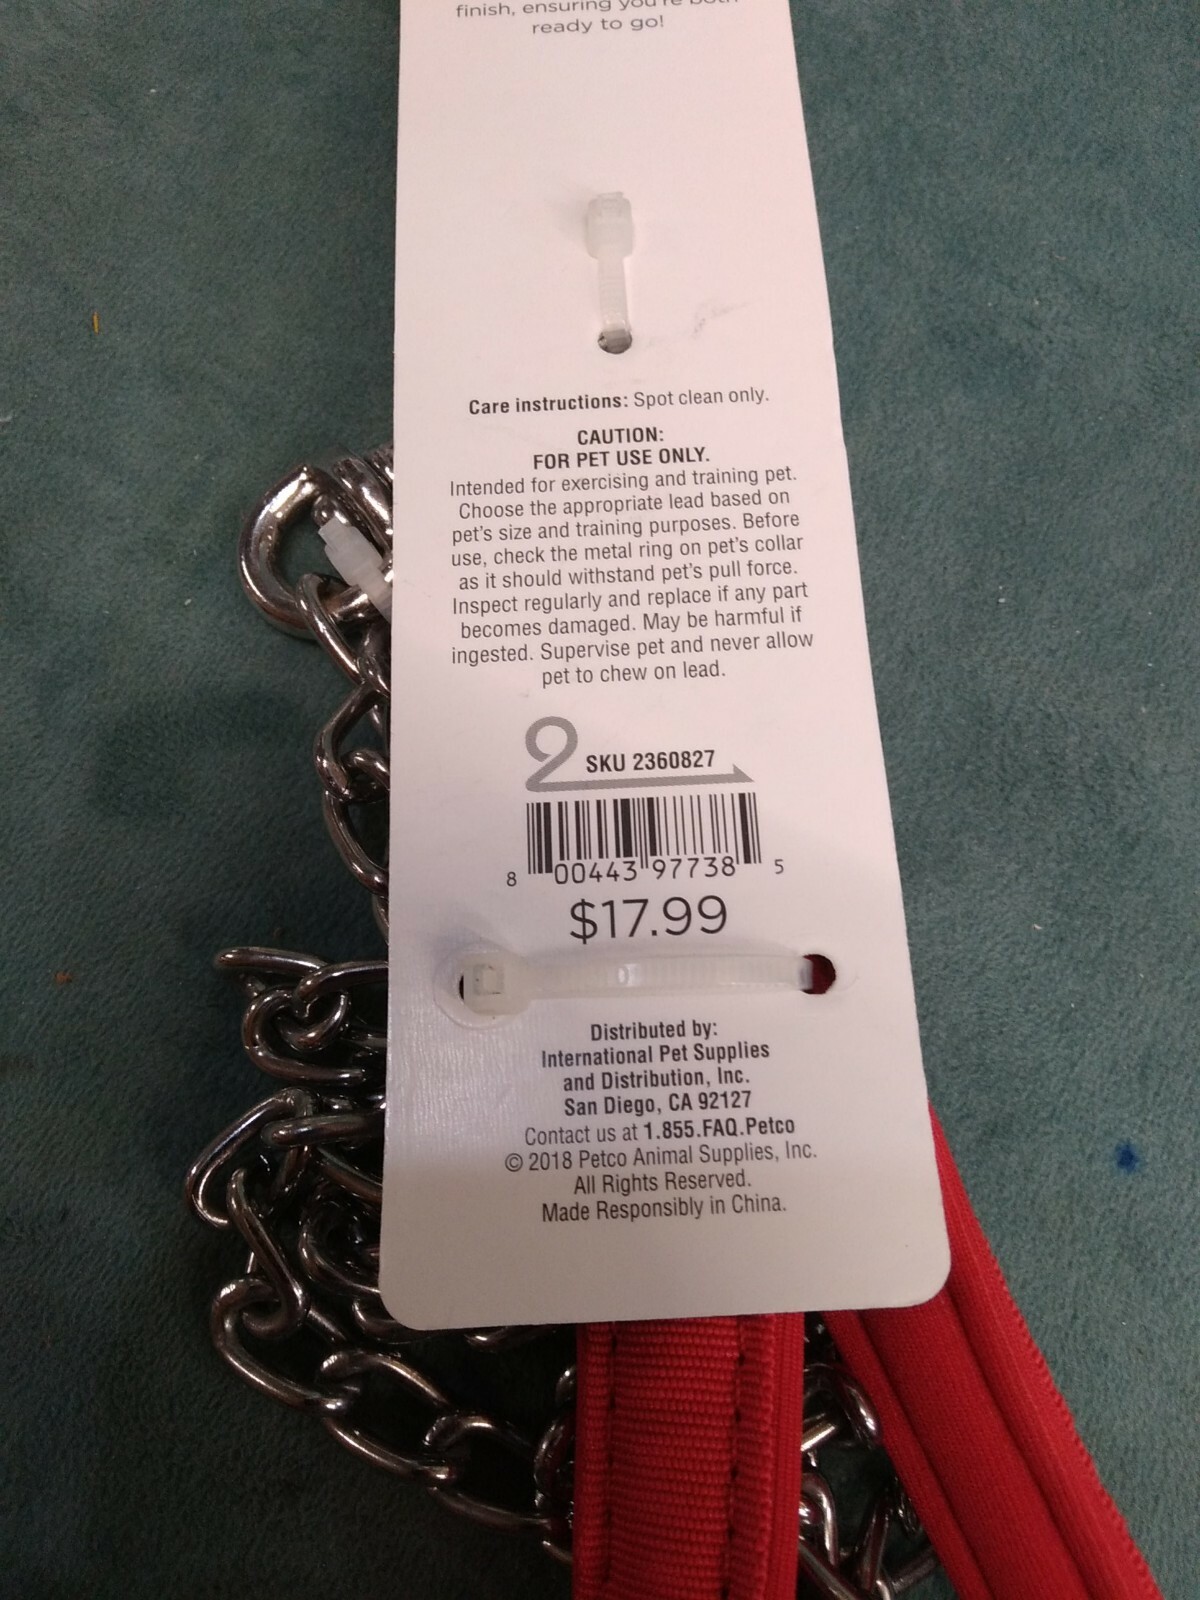 finish, ensuring you're both
ready to go!
Care instructions: Spot clean only.
CAUTION:
FOR PET USE ONLY.
Intended for exercising and training pet.
Choose the appropriate lead based on
pet's size and training purposes. Before
use, check the metal ring on pet's collar
as it should withstand pet's pull force.
Inspect regularly and replace if any part
becomes damaged. May be harmful if
ingested. Supervise pet and never allow
pet to chew on lead.
2 SKU 2360827
8 00443 97738 5
$17.99
Distributed by:
International Pet Supplies
and Distribution, Inc.
San Diego, CA 92127
Contact us at 1.855.FAQ.Petco
© 2018 Petco Animal Supplies, Inc.
All Rights Reserved.
Made Responsibly in China.